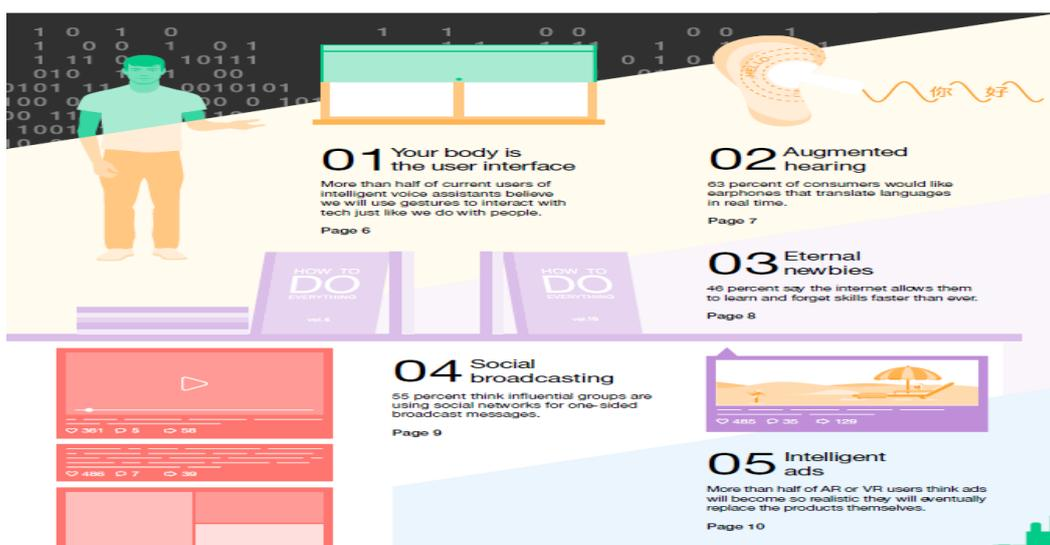 01 Your body is
the user interface
More than half of current users of
intelligent voice assistants believe
we will use gestures to interact with
tech just like we do with people.
Page 6
你好
02 Augmented
hearing
63 percent of consumers would like
earphones that translate languages
in real time.
Page 7
HOW TO
DO
EVERYTHING
HOW TO
DO
EVERYTHING
03 Eternal
newbies
46 percent say the internet allows them
to learn and forget skills faster than ever.
Page 8
361 5 58
486 7 39
04 Social
broadcasting
55 percent think influential groups are
using social networks for one-sided
broadcast messages.
Page 9
485 35 129
05 Intelligent
ads
More than half of AR or VR users think ads
will become so realistic they will eventually
replace the products themselves.
Page 10